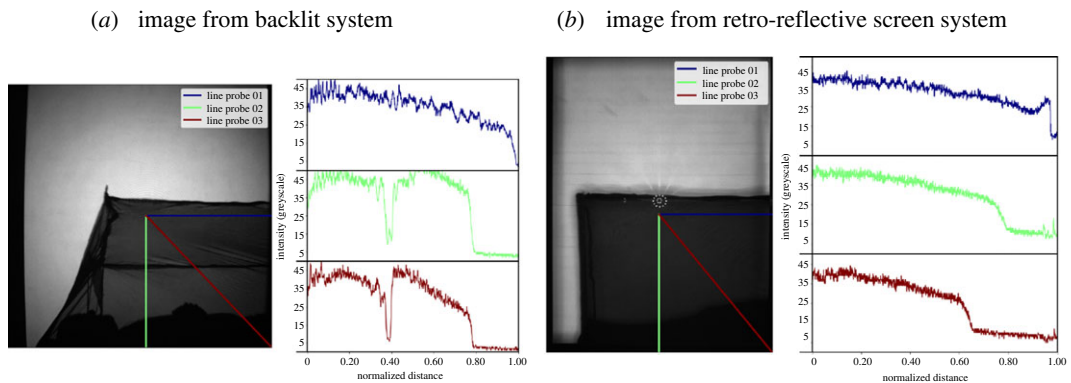 (a) image from backlit system
(b) image from retro-reflective screen system
line probe 01
line probe 02
line probe 03
intensity (greyscale)
45
35
25
15
5
45
35
25
15
5
45
35
25
15
5
0 0.20 0.40 0.60 0.80 1.00
normalized distance
line probe 01
line probe 02
line probe 03
intensity (greyscale)
45
35
25
15
5
45
35
25
15
5
45
35
25
15
5
0 0.20 0.40 0.60 0.80 1.00
normalized distance